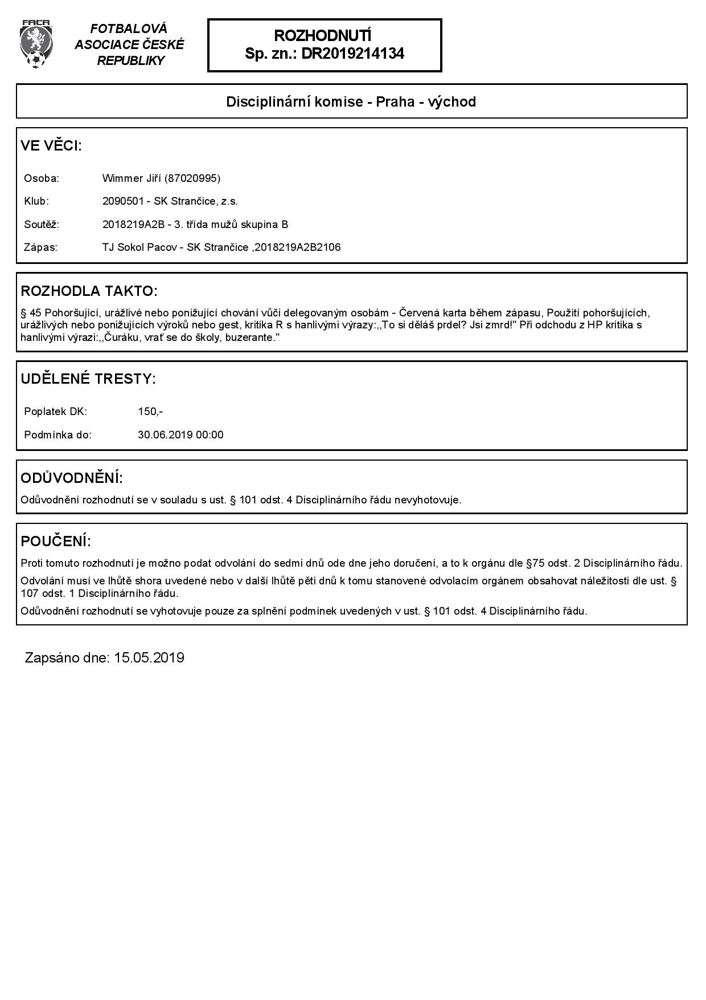 FACR
FOTBALOVÁ
ASOCIACE ČESKÉ
REPUBLIKY
ROZHODNUTÍ
Sp. zn.: DR2019214134
Disciplinární komise - Praha - východ
VE VĚCI:
Osoba: Wimmer Jiří (87020995)
Klub: 2090501 - SK Strančice, z.s.
Soutěž: 2018219A2B - 3. třída mužů skupina B
Zápas: TJ Sokol Pacov - SK Strančice ,2018219A2B2106
ROZHODLA TAKTO:
§ 45 Pohoršující, urážlivé nebo ponižující chování vůči delegovaným osobám - Červená karta během zápasu, Použití pohoršujících,
urážlivých nebo ponižujících výroků nebo gest, kritika R s hanlivými výrazy:,,To si děláš prdel? Jsi zmrd!" Při odchodu z HP kritika s
hanlivými výrazi:,,Čuráku, vrať se do školy, buzerante."
UDĚLENÉ TRESTY:
Poplatek DK: 150,-
Podmínka do: 30.06.2019 00:00
ODŮVODNĚNÍ:
Odůvodnění rozhodnutí se v souladu s ust. § 101 odst. 4 Disciplinárního řádu nevyhotovuje.
POUČENÍ:
Proti tomuto rozhodnutí je možno podat odvolání do sedmi dnů ode dne jeho doručení, a to k orgánu dle §75 odst. 2 Disciplinárního řádu.
Odvolání musí ve lhůtě shora uvedené nebo v další lhůtě pěti dnů k tomu stanovené odvolacím orgánem obsahovat náležitosti dle ust. §
107 odst. 1 Disciplinárního řádu.
Odůvodnění rozhodnutí se vyhotovuje pouze za splnění podmínek uvedených v ust. § 101 odst. 4 Disciplinárního řádu.
Zapsáno dne: 15.05.2019